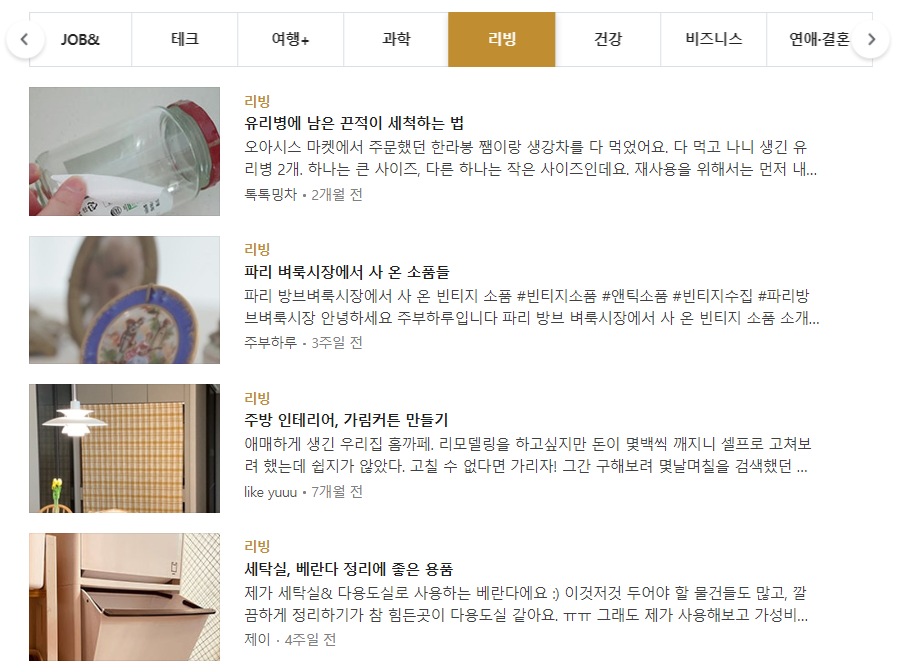 JOB&
테크
여행+
과학
리빙
건강
비즈니스
연애·결혼
리빙
유리병에 남은 끈적이 세척하는 법
오아시스 마켓에서 주문했던 한라봉 쨈이랑 생강차를 다 먹었어요. 다 먹고 나니 생긴 유
리병 2개. 하나는 큰 사이즈, 다른 하나는 작은 사이즈인데요. 재사용을 위해서는 먼저 내...
톡톡밍차 · 2개월 전
리빙
파리 벼룩시장에서 사 온 소품들
파리 방브벼룩시장에서 사 온 빈티지 소품 #빈티지소품 #앤틱소품 #빈티지수집 #파리방
브벼룩시장 안녕하세요 주부하루입니다 파리 방브 벼룩시장에서 사 온 빈티지 소품 소개...
주부하루 · 3주일 전
리빙
주방 인테리어, 가림커튼 만들기
애매하게 생긴 우리집 홈까페. 리모델링을 하고싶지만 돈이 몇백씩 깨지니 셀프로 고쳐보
려 했는데 쉽지가 않았다. 고칠 수 없다면 가리자! 그간 구해보려 몇날며칠을 검색했던 ...
like yuuu · 7개월 전
리빙
세탁실, 베란다 정리에 좋은 용품
제가 세탁실& 다용도실로 사용하는 베란다에요 :) 이것저것 두어야 할 물건들도 많고, 깔
끔하게 정리하기가 참 힘든곳이 다용도실 같아요. ㅠㅠ 그래도 제가 사용해보고 가성비...
제이 · 4주일 전